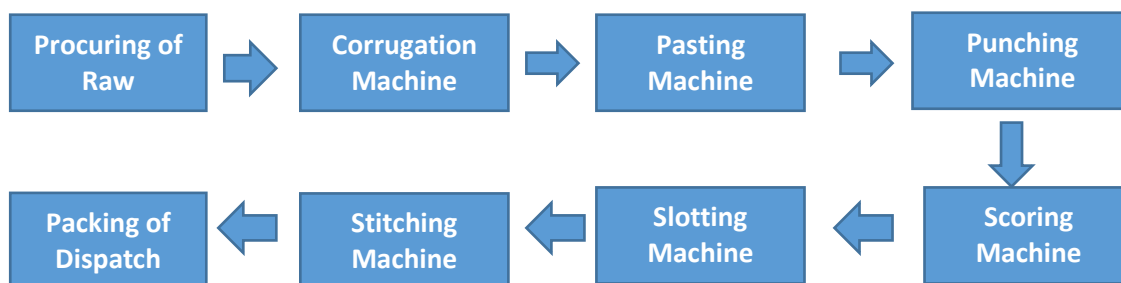 Procuring of
Raw
Corrugation
Machine
Pasting
Machine
Punching
Machine
Scoring
Machine
Slotting
Machine
Stitching
Machine
Packing of
Dispatch